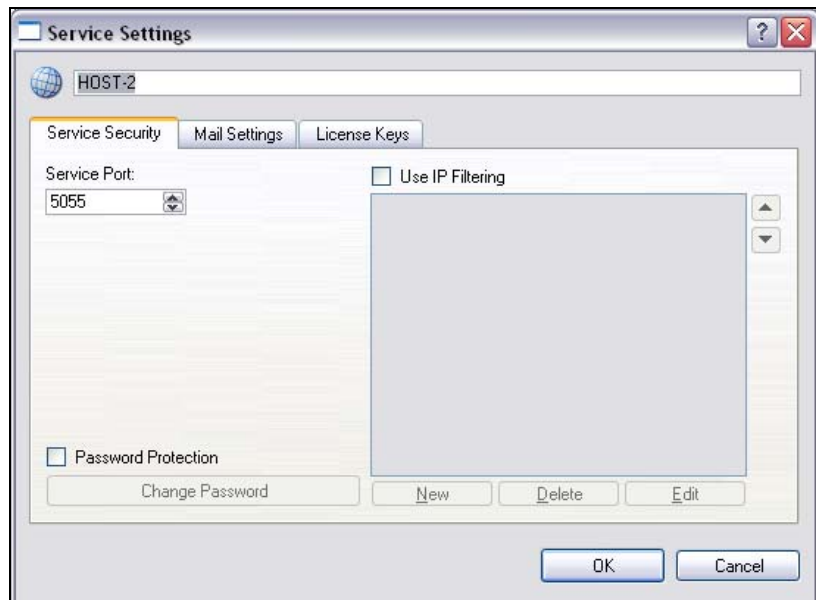 Service Settings
HOST-2
Service Security
Mail Settings
License Keys
Service Port:
5055
Use IP Filtering
Password Protection
Change Password
New
Delete
Edit
OK
Cancel